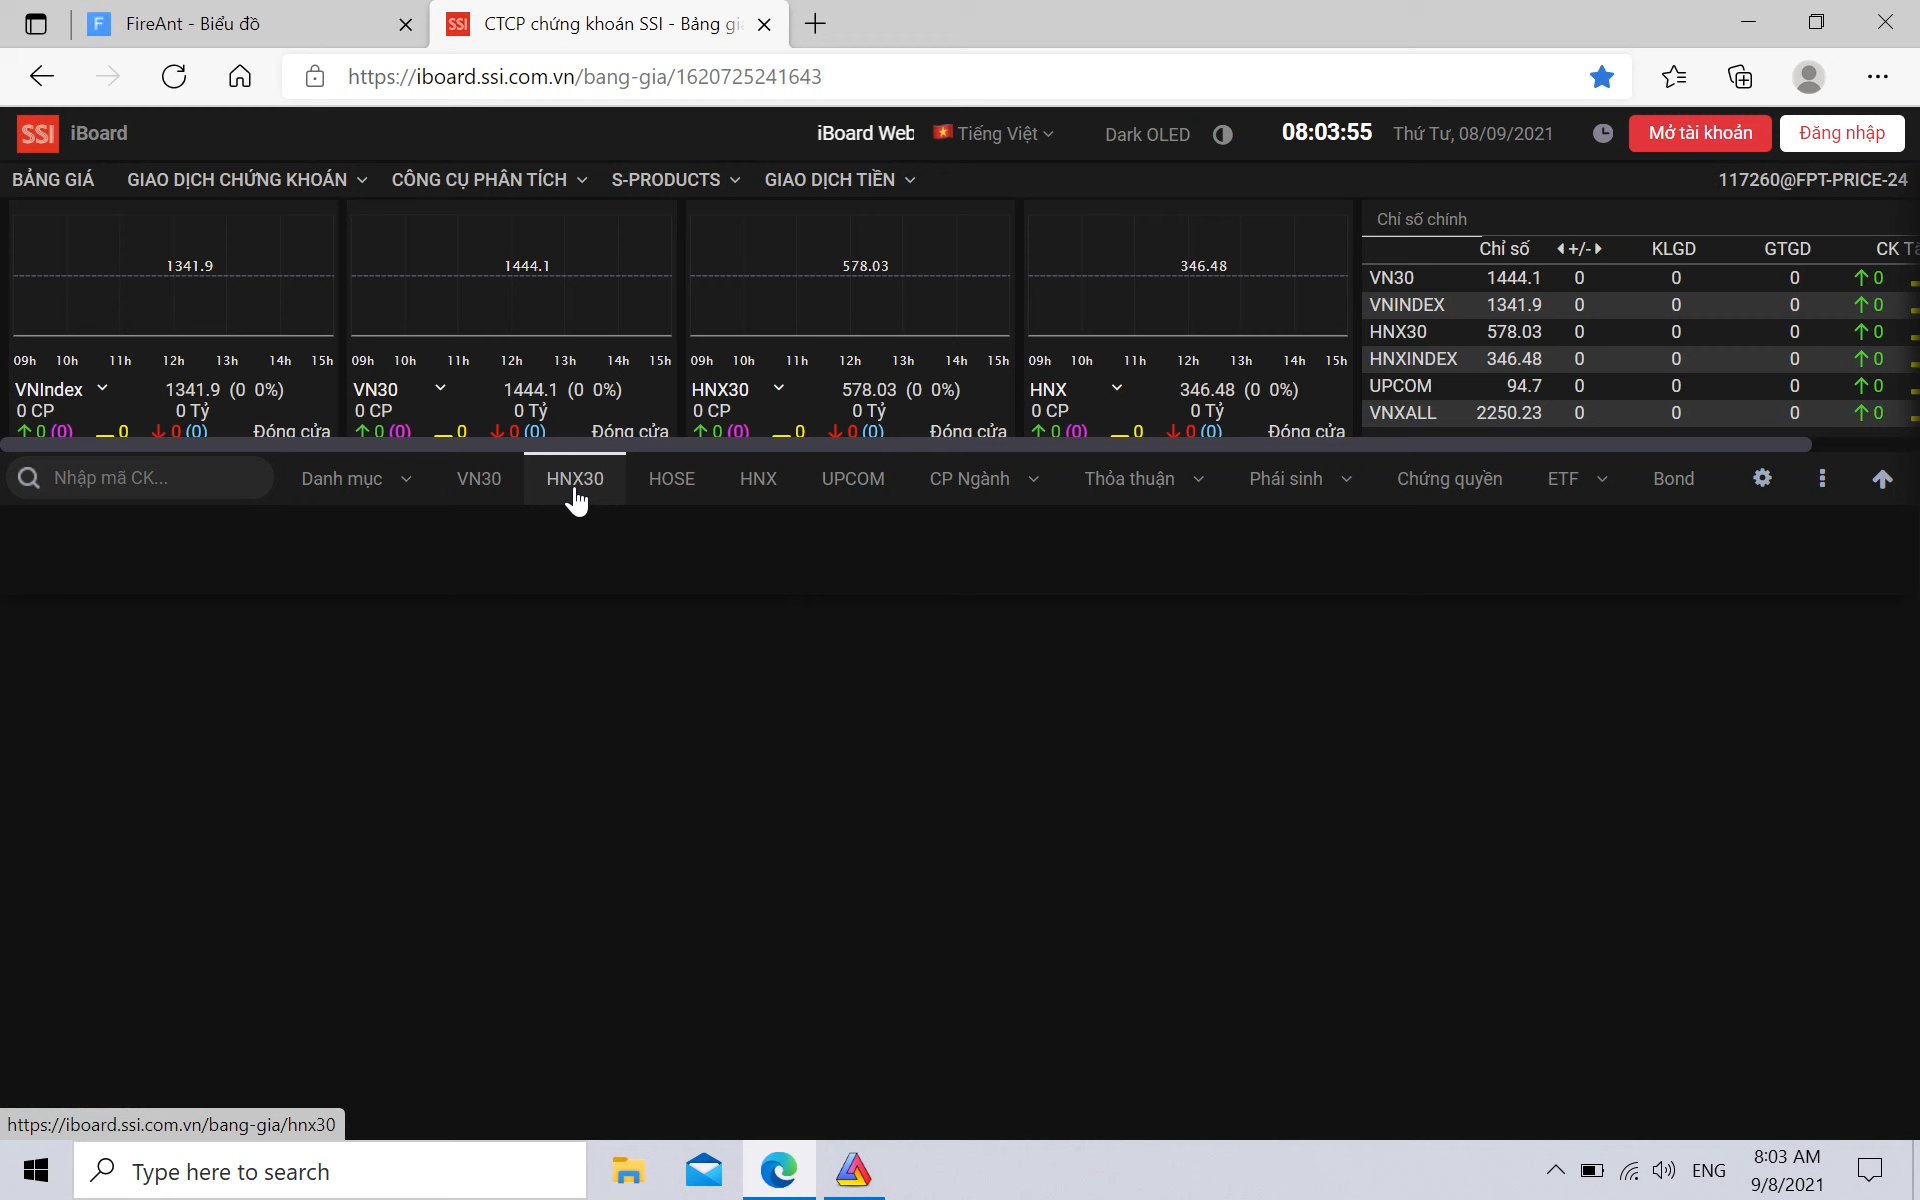 FireAnt - Biểu đồ
SSI CTCP chứng khoán SSI - Bảng gi
https://iboard.ssi.com.vn/bang-gia/1620725241643
SSI iBoard iBoard Web Tiếng Việt Dark OLED 08:03:55 Thứ Tư, 08/09/2021 Mở tài khoản Đăng nhập
BẢNG GIÁ GIAO DỊCH CHỨNG KHOÁN CÔNG CỤ PHÂN TÍCH S-PRODUCTS GIAO DỊCH TIỀN 117260@FPT-PRICE-24
1341.9
09h 10h 11h 12h 13h 14h 15h
VNIndex 1341.9 (0 0%)
0 CP 0 Tỷ
0 (0) 0 0 (0) Đóng cửa
1444.1
09h 10h 11h 12h 13h 14h 15h
VN30 1444.1 (0 0%)
0 CP 0 Tỷ
0 (0) 0 0 (0) Đóng cửa
578.03
09h 10h 11h 12h 13h 14h 15h
HNX30 578.03 (0 0%)
0 CP 0 Tỷ
0 (0) 0 0 (0) Đóng cửa
346.48
09h 10h 11h 12h 13h 14h 15h
HNX 346.48 (0 0%)
0 CP 0 Tỷ
0 (0) 0 0 (0) Đóng cửa
Chỉ số chính
Chỉ số +/- KLGD GTGD CK
VN30 1444.1 0 0 0 0
VNINDEX 1341.9 0 0 0 0
HNX30 578.03 0 0 0 0
HNXINDEX 346.48 0 0 0 0
UPCOM 94.7 0 0 0 0
VNXALL 2250.23 0 0 0 0
Nhập mã CK... Danh mục VN30 HNX30 HOSE HNX UPCOM CP Ngành Thỏa thuận Phái sinh Chứng quyền ETF Bond
https://iboard.ssi.com.vn/bang-gia/hnx30
Type here to search ENG 8:03 AM
9/8/2021